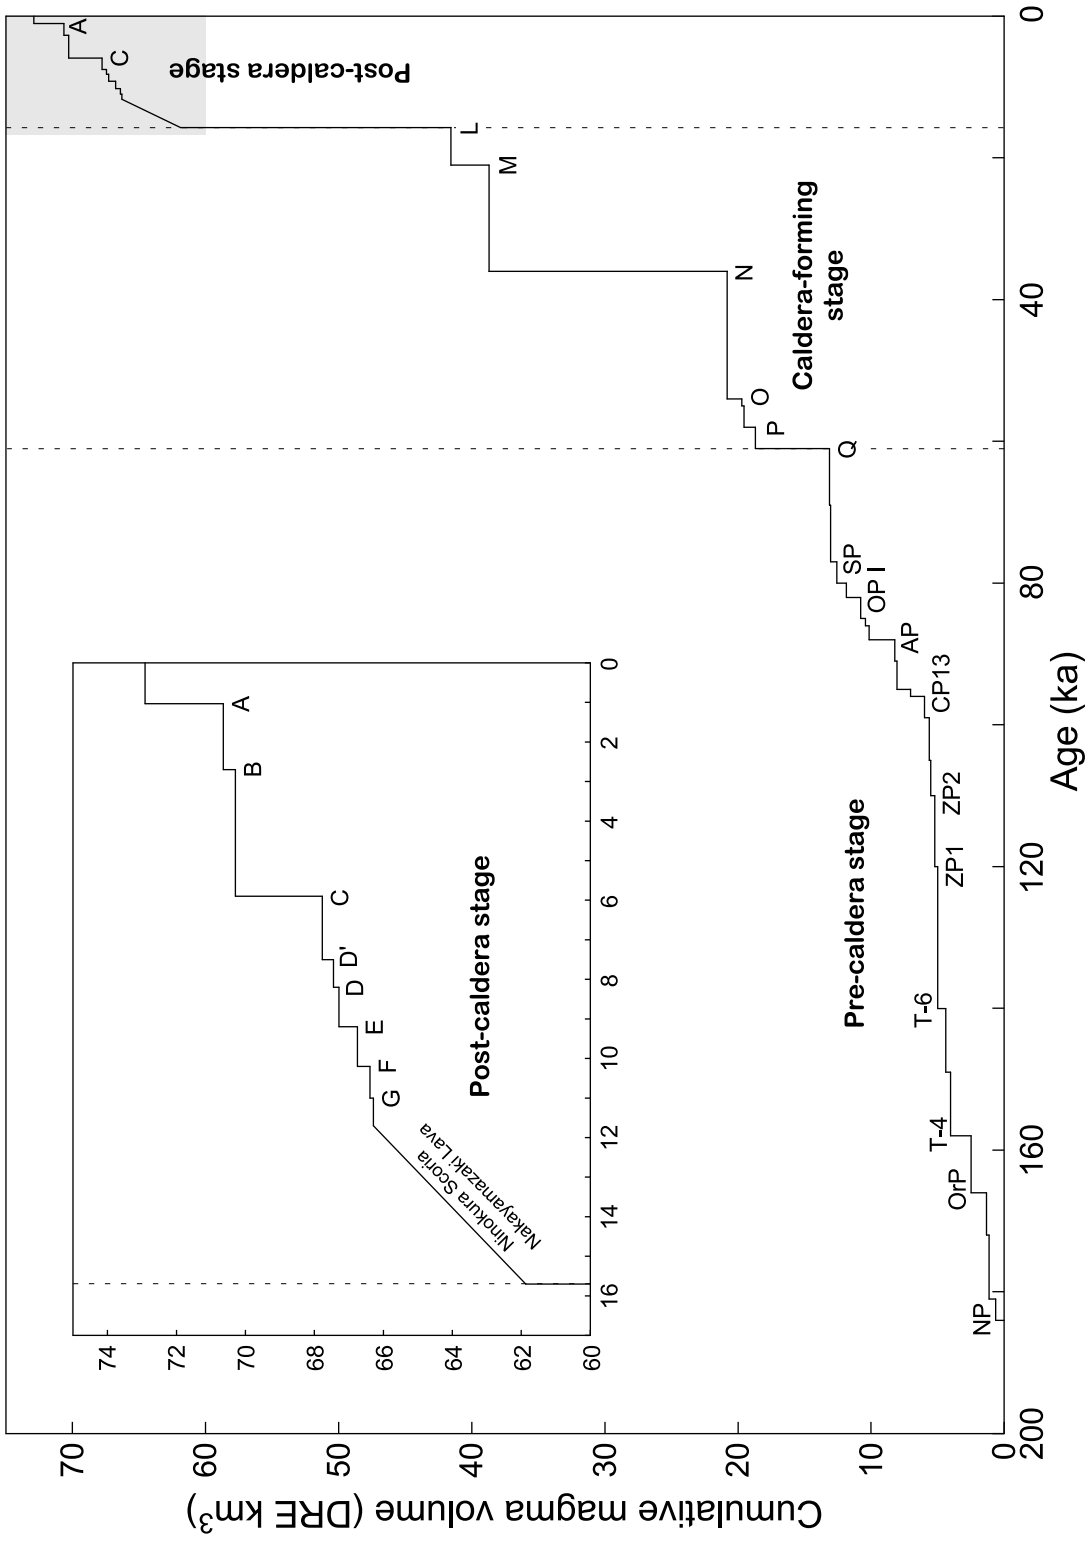 Cumulative magma volume (DRE km³)
70
60
50
40
30
20
10
0
200
160
120
80
40
0
Age (ka)
NP
OrP
T-4
T-6
ZP1
ZP2
CP13
AP
OP I
SP
Q
P
O
N
M
L
C
A
Pre-caldera stage
Caldera-forming
stage
Post-caldera stage
74
72
70
68
66
64
62
60
16
14
12
10
8
6
4
2
0
Ninokura Scoria
Nakayamazaki Lava
G
F
E
D
D'
C
B
A
Post-caldera stage